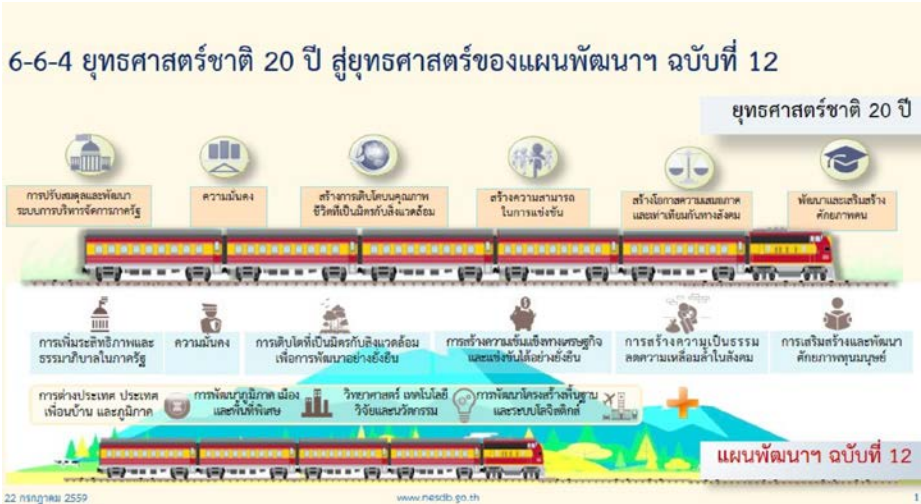 6-6-4 ยุทธศาสตร์ชาติ 20 ปี สู่ยุทธศาสตร์ของแผนพัฒนาฯ ฉบับที่ 12
ยุทธศาสตร์ชาติ 20 ปี
การปรับสมดุลและพัฒนา
ระบบการบริหารจัดการภาครัฐ
ความมั่นคง
สร้างการเติบโตบนคุณภาพ
ชีวิตที่เป็นมิตรกับสิ่งแวดล้อม
สร้างความสามารถ
ในการแข่งขัน
สร้างโอกาสความเสมอภาค
และเท่าเทียมกันทางสังคม
พัฒนาและเสริมสร้าง
ศักยภาพคน
การเพิ่มประสิทธิภาพและ
ธรรมาภิบาลในภาครัฐ
ความมั่นคง
การเติบโตที่เป็นมิตรกับสิ่งแวดล้อม
เพื่อการพัฒนาอย่างยั่งยืน
การสร้างความเข้มแข็งทางเศรษฐกิจ
และแข่งขันได้อย่างยั่งยืน
การสร้างความเป็นธรรม
ลดความเหลื่อมล้ำในสังคม
การเสริมสร้างและพัฒนา
ศักยภาพทุนมนุษย์
การต่างประเทศ ประเทศ
เพื่อนบ้าน และภูมิภาค
การพัฒนาภูมิภาค เมือง
และพื้นที่พิเศษ
วิทยาศาสตร์ เทคโนโลยี
วิจัยและนวัตกรรม
การพัฒนาโครงสร้างพื้นฐาน
และระบบโลจิสติกส์
แผนพัฒนาฯ ฉบับที่ 12
22 กรกฎาคม 2559
www.nesdb.go.th